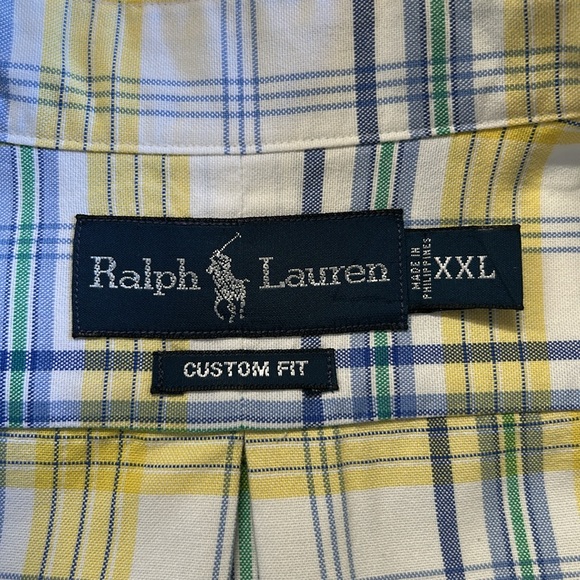 Ralph Lauren
MADE IN
PHILIPPINES
XXL
CUSTOM FIT